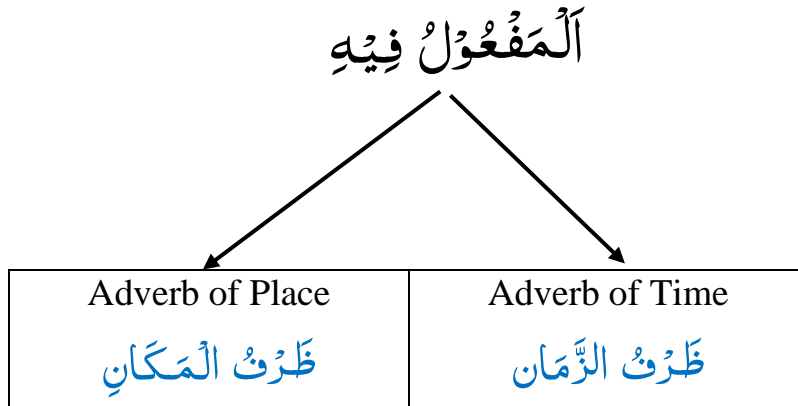 اَلْمَفْعُوْلُ فِيْهِ
Adverb of Place
Adverb of Time
ظَرْفُ الْمَكَانِ
ظَرْفُ الزَّمَان